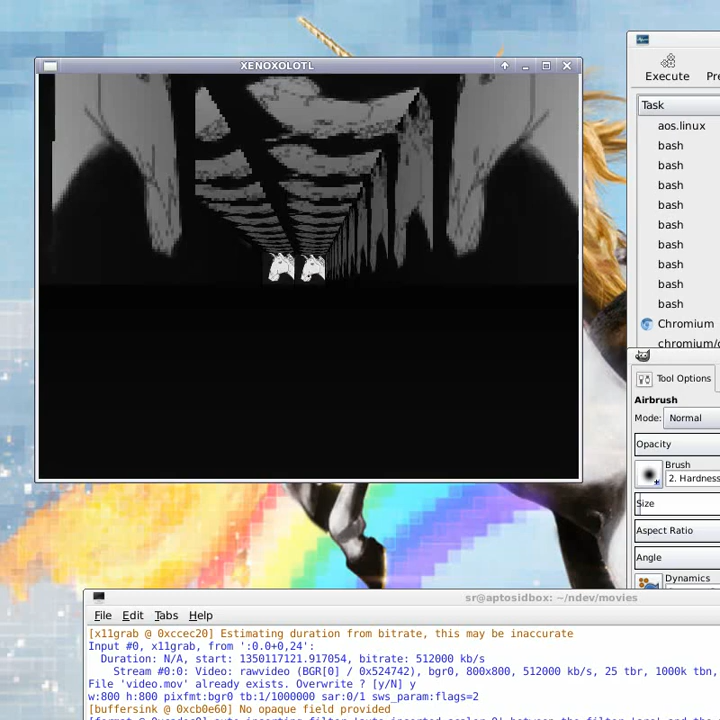 XENOXOLOTL
Execute
Task
aos.linux
bash
bash
bash
bash
bash
bash
bash
bash
bash
Chromium
Tool Options
Airbrush
Mode: Normal
Opacity
Brush
2. Hardness
Size
Aspect Ratio
Angle
Dynamics
sr@aptosidbox: ~/ndev/movies
File Edit Tabs Help
[x11grab @ 0xccec20] Estimating duration from bitrate, this may be inaccurate
Input #0, x11grab, from ':0.0+0,24':
Duration: N/A, start: 1350117121.917054, bitrate: 512000 kb/s
Stream #0:0: Video: rawvideo (BGR[0] / 0x524742), bgr0, 800x800, 512000 kb/s, 25 tbr, 1000k tbn,
File 'video.mov' already exists. Overwrite ? [y/N] y
w:800 h:800 pixfmt:bgr0 tb:1/1000000 sar:0/1 sws_param:flags=2
[buffersink @ 0xcb0e60] No opaque field provided